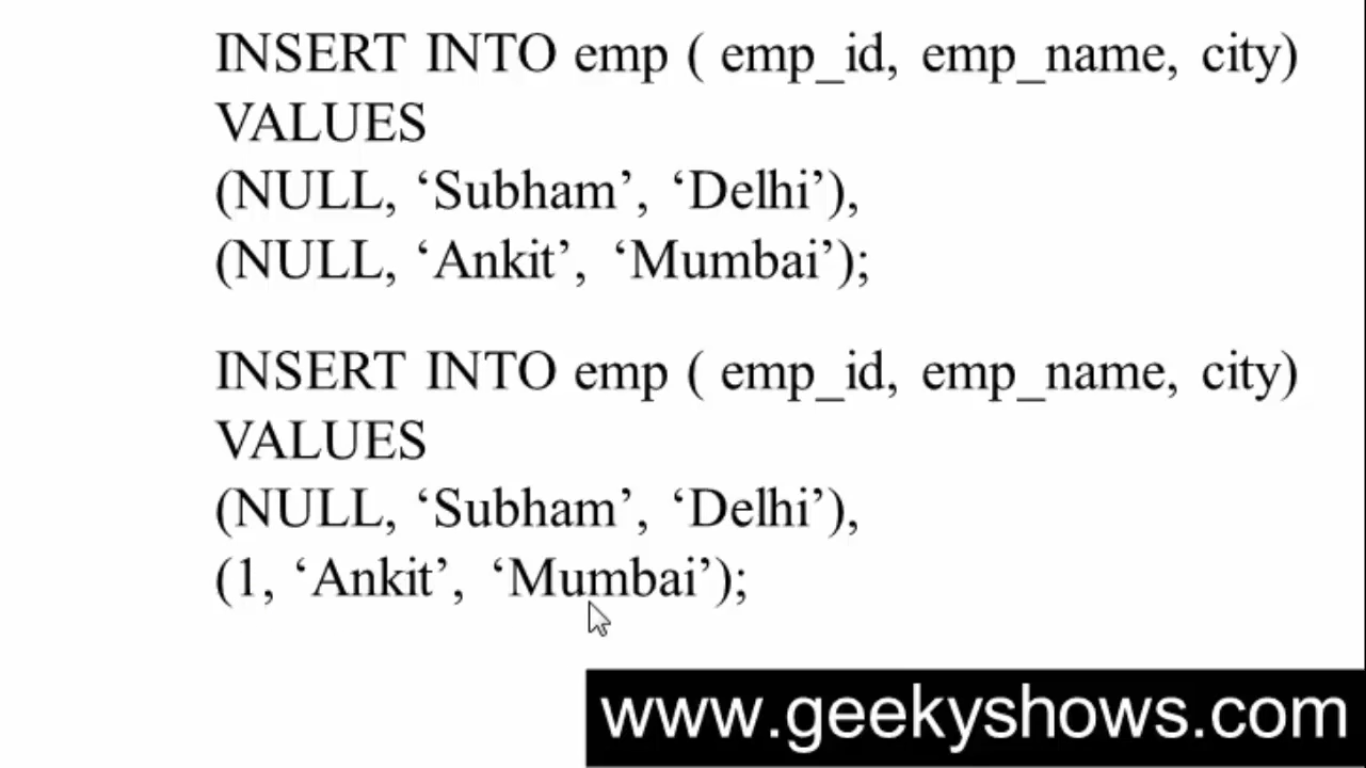 INSERT INTO emp ( emp_id, emp_name, city)
VALUES
(NULL, ‘Subham’, ‘Delhi’),
(NULL, ‘Ankit’, ‘Mumbai’);
INSERT INTO emp ( emp_id, emp_name, city)
VALUES
(NULL, ‘Subham’, ‘Delhi’),
(1, ‘Ankit’, ‘Mumbai’);
www.geekyshows.com